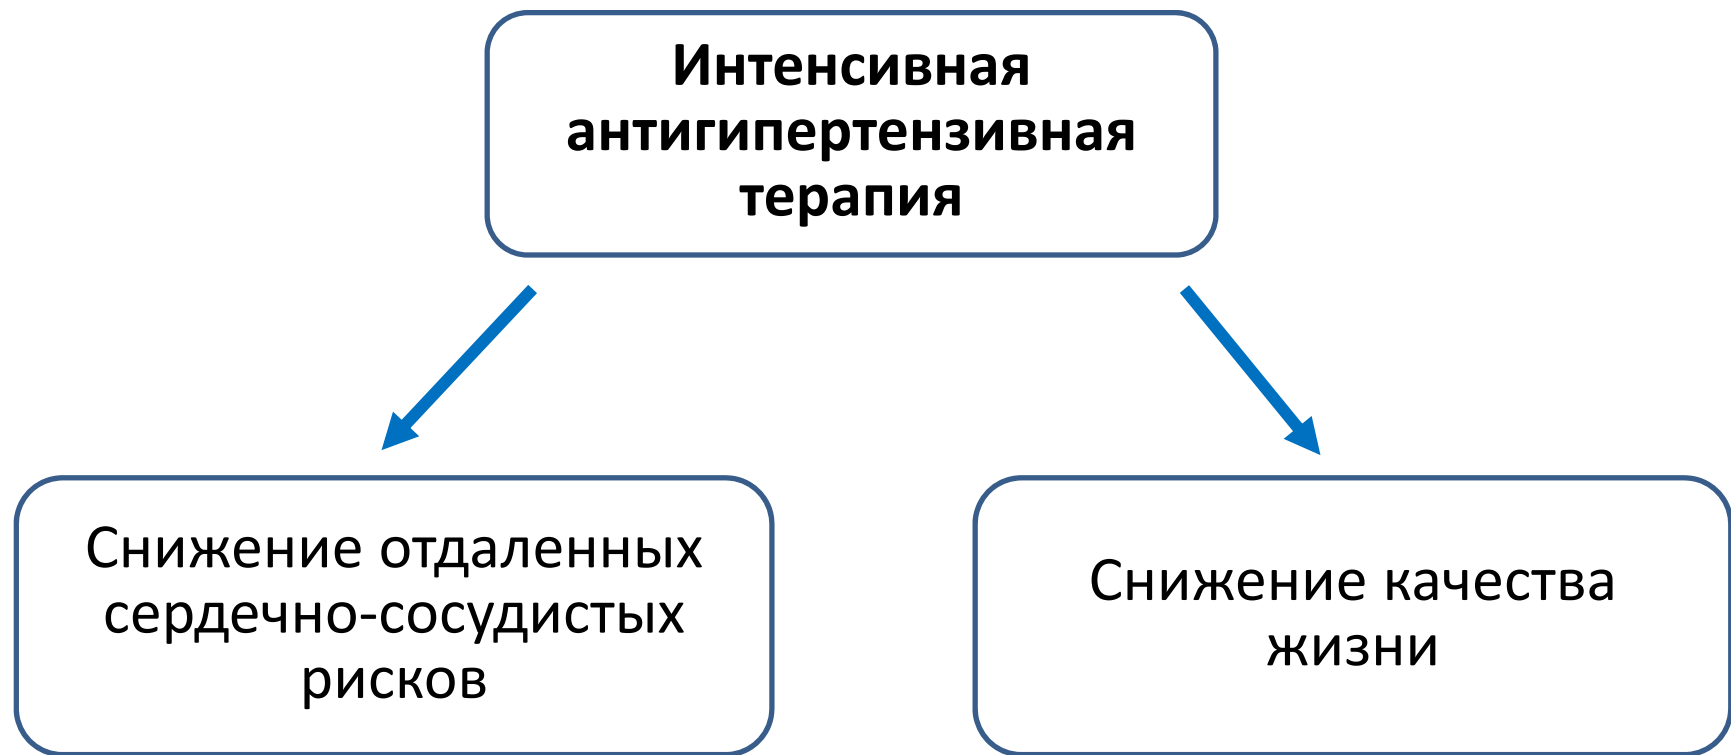 Интенсивная
антигипертензивная
терапия
Снижение отдаленных
сердечно-сосудистых
рисков
Снижение качества
жизни